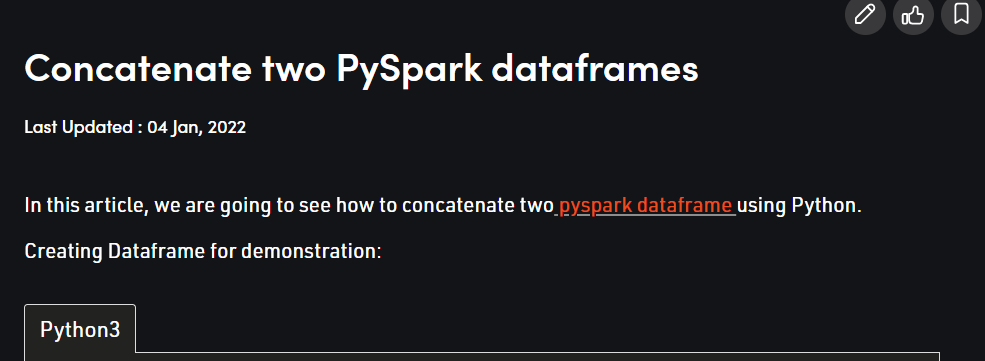 Concatenate two PySpark dataframes
Last Updated : 04 Jan, 2022
In this article, we are going to see how to concatenate two pyspark dataframe using Python.
Creating Dataframe for demonstration:
Python3